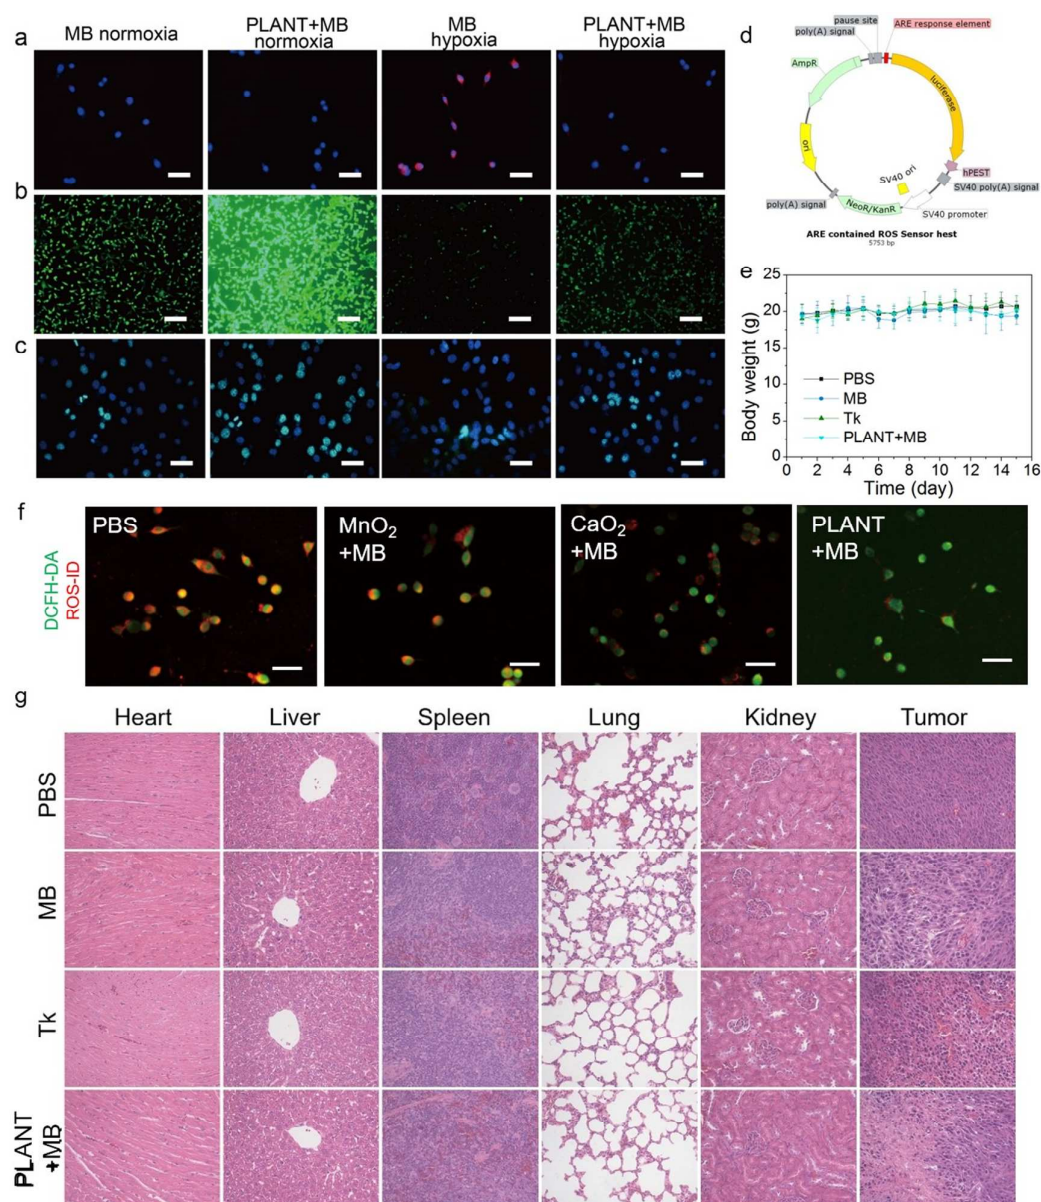 a
MB normoxia
PLANT+MB
normoxia
MB
hypoxia
PLANT+MB
hypoxia
b
c
d
pause site
poly(A) signal
ARE response element
AmpR
luciferase
ori
hPEST
SV40 poly(A) signal
SV40 ori
poly(A) signal
NeoR/KanR
SV40 promoter
ARE contained ROS Sensor hest
5753 bp
e
Body weight (g)
25
20
15
10
5
0
PBS
MB
Tk
PLANT+MB
0 2 4 6 8 10 12 14 16
Time (day)
f
DCFH-DA
ROS-ID
PBS
MnO₂
+MB
CaO₂
+MB
PLANT
+MB
g
Heart Liver Spleen Lung Kidney Tumor
PBS
MB
Tk
PLANT
+MB